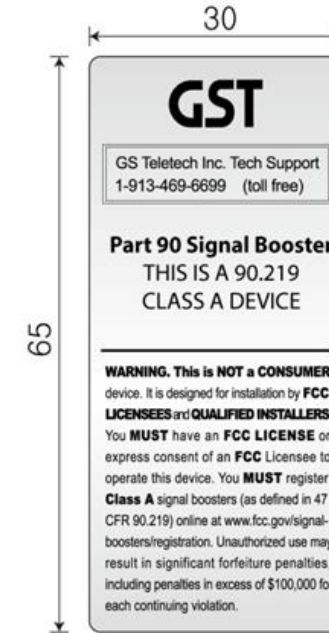 30
65
GST
GS Teletech Inc. Tech Support
1-913-469-6699 (toll free)
Part 90 Signal Booster
THIS IS A 90.219
CLASS A DEVICE
WARNING. This is NOT a CONSUMER
device. It is designed for installation by FCC
LICENSEES and QUALIFIED INSTALLERS
You MUST have an FCC LICENSE or
express consent of an FCC Licensee to
operate this device. You MUST register
Class A signal boosters (as defined in 47
CFR 90.219) online at www.fcc.gov/signal-
boosters/registration. Unauthorized use may
result in significant forfeiture penalties,
including penalties in excess of $100,000 fo
each continuing violation.